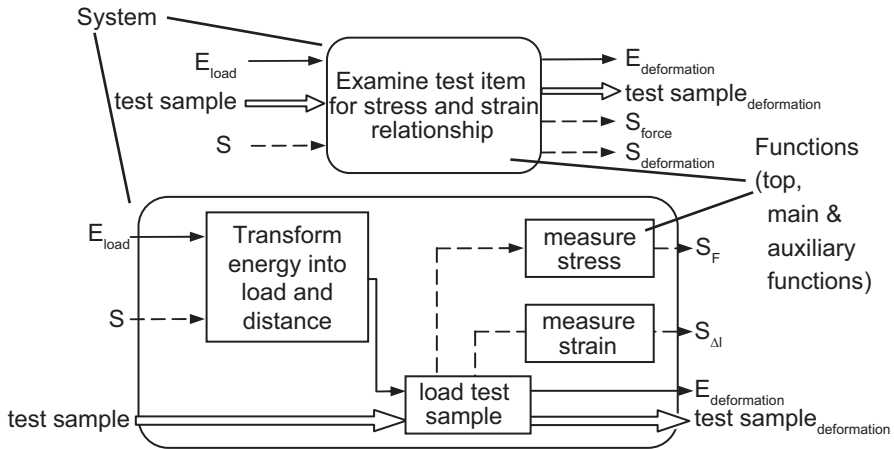 System
E_load
test sample
S
Examine test item
for stress and strain
relationship
E_deformation
test sample_deformation
S_force
S_deformation
Functions
(top,
main &
auxiliary
functions)
E_load
S
Transform
energy into
load and
distance
measure
stress
S_F
measure
strain
S_Δl
load test
sample
E_deformation
test sample
test sample_deformation